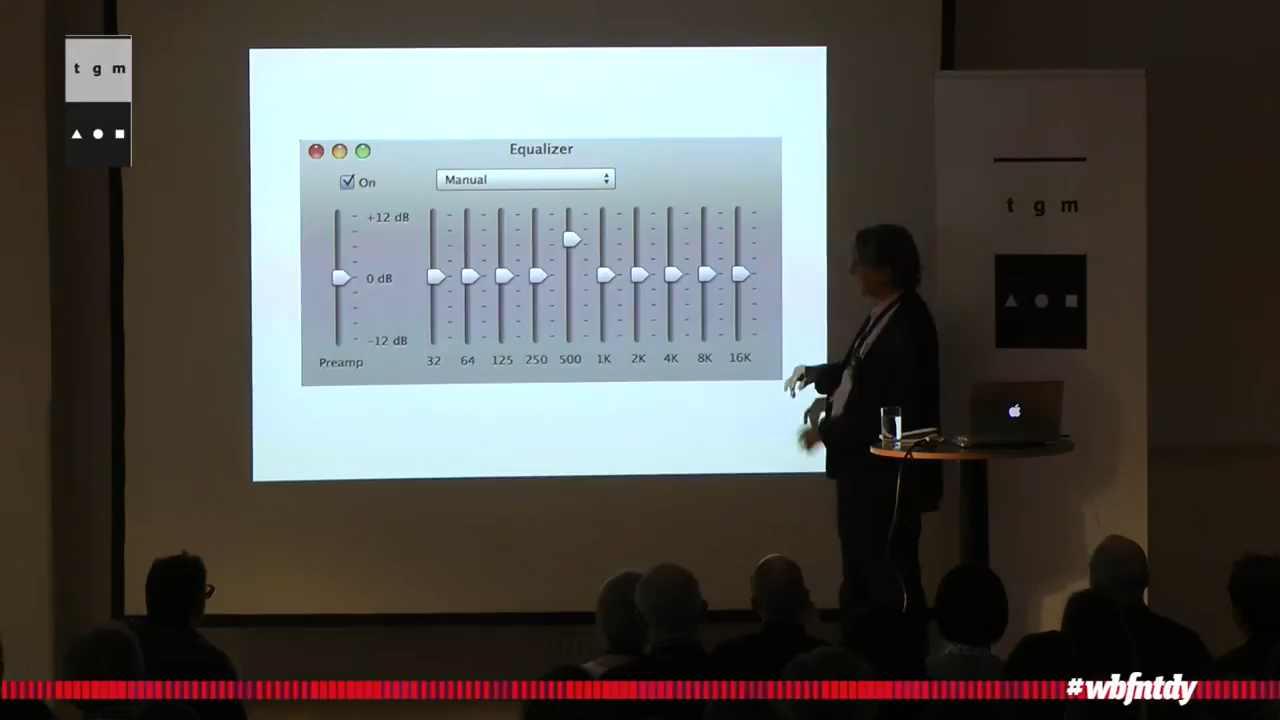 t g m
Equalizer
On
Manual
+12 dB
0 dB
-12 dB
Preamp
32 64 125 250 500 1K 2K 4K 8K 16K
t g m
#wbfntdy